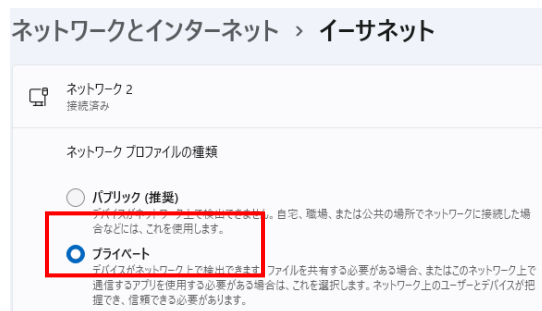 ネットワークとインターネット > イーサネット
ネットワーク 2
接続済み
ネットワーク プロファイルの種類
パブリック (推奨)
デバイスがネットワーク上で検出できません。自宅、職場、または公共の場所でネットワークに接続した場
合などには、これを使用します。
プライベート
デバイスがネットワーク上で検出できます。ファイルを共有する必要がある場合、またはこのネットワーク上で
通信するアプリを使用する必要がある場合は、これを選択します。ネットワーク上のユーザーとデバイスが把
握でき、信頼できる必要があります。